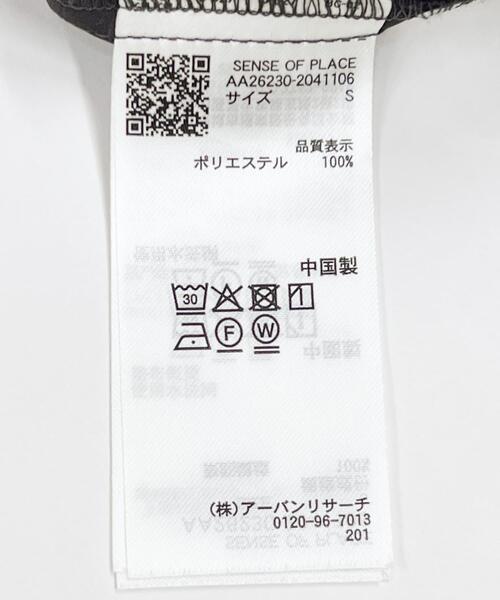 SENSE OF PLACE
AA26230-2041106
サイズ S
品質表示
ポリエステル 100%
中国製
30
F W
(株)アーバンリサーチ
0120-96-7013
201